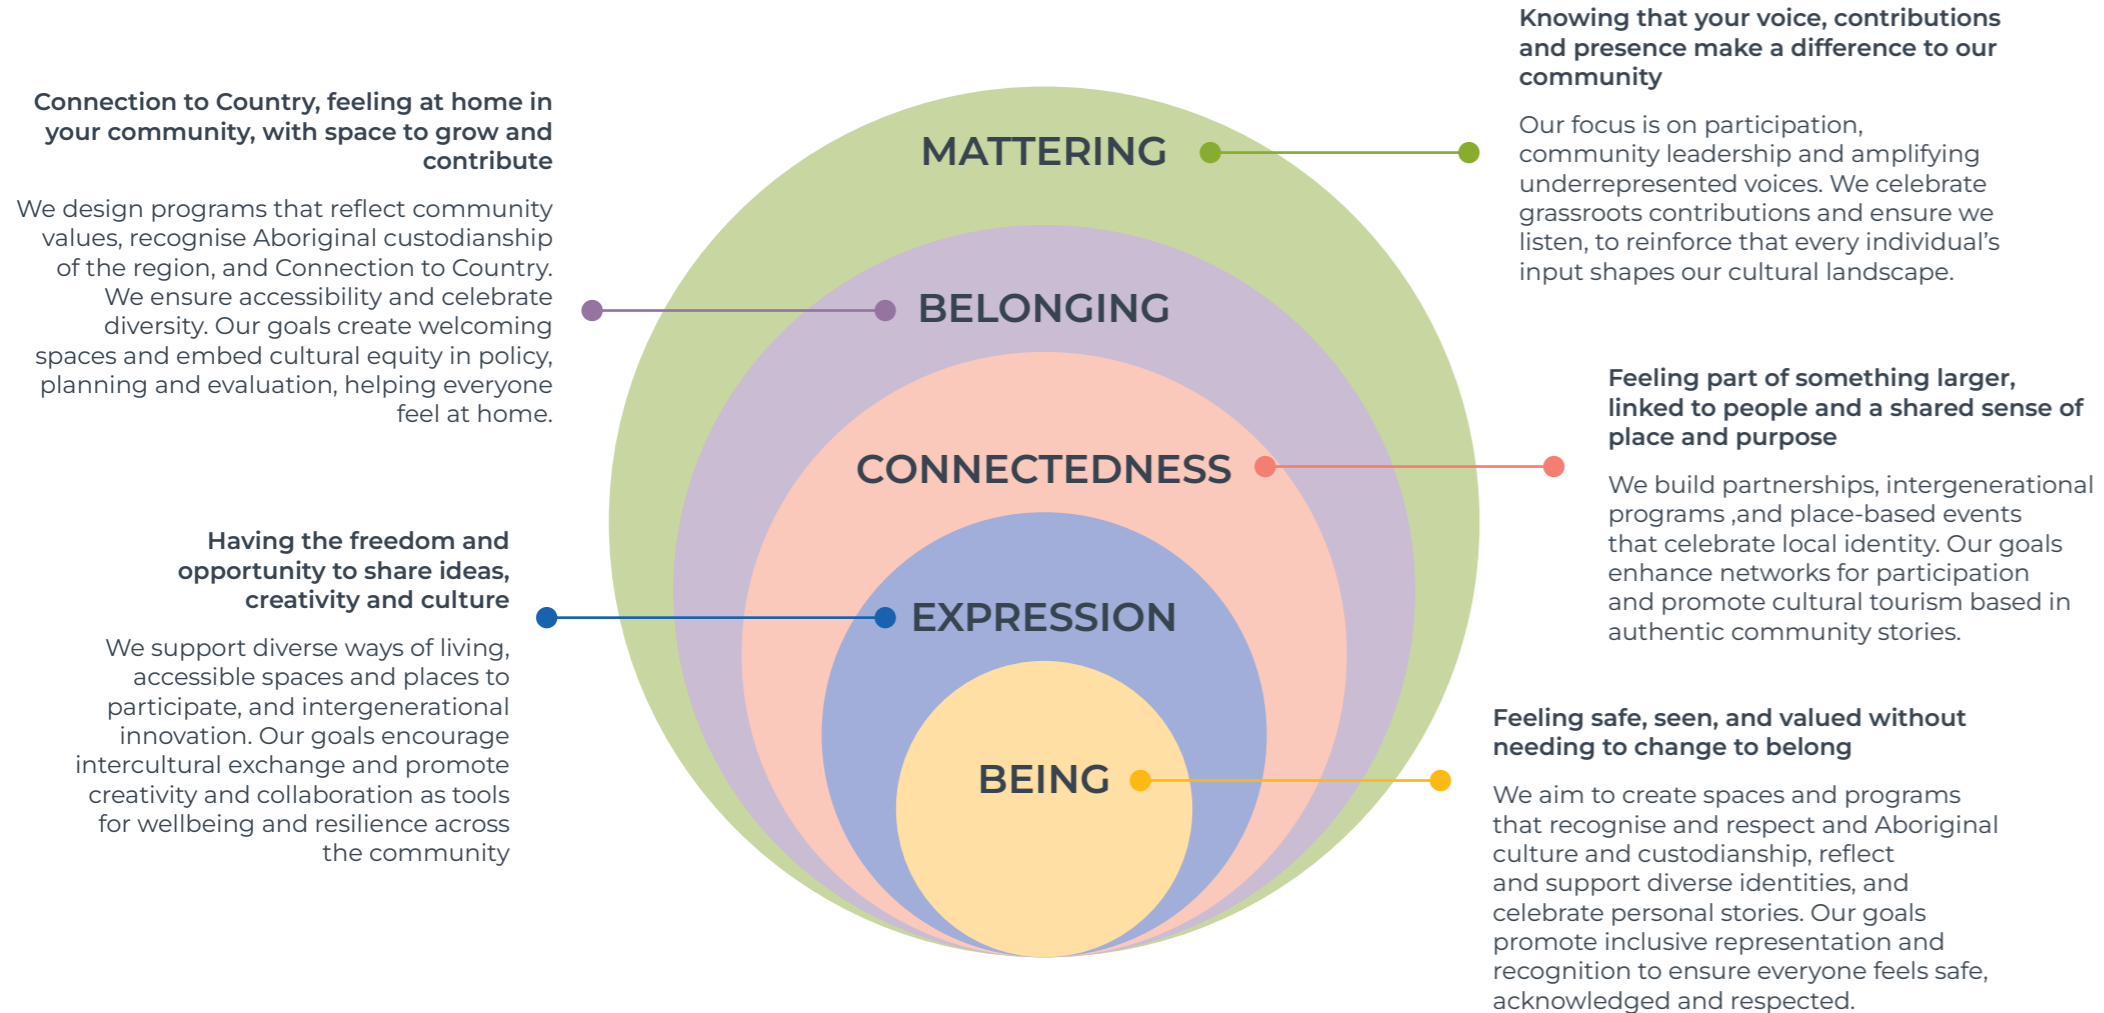 Knowing that your voice, contributions
and presence make a difference to our
community
Our focus is on participation,
community leadership and amplifying
underrepresented voices. We celebrate
grassroots contributions and ensure we
listen, to reinforce that every individual’s
input shapes our cultural landscape.
MATTERING
Connection to Country, feeling at home in
your community, with space to grow and
contribute
We design programs that reflect community
values, recognise Aboriginal custodianship
of the region, and Connection to Country.
We ensure accessibility and celebrate
diversity. Our goals create welcoming
spaces and embed cultural equity in policy,
planning and evaluation, helping everyone
feel at home.
BELONGING
Feeling part of something larger,
linked to people and a shared sense of
place and purpose
We build partnerships, intergenerational
programs ,and place-based events
that celebrate local identity. Our goals
enhance networks for participation
and promote cultural tourism based in
authentic community stories.
CONNECTEDNESS
Having the freedom and
opportunity to share ideas,
creativity and culture
We support diverse ways of living,
accessible spaces and places to
participate, and intergenerational
innovation. Our goals encourage
intercultural exchange and promote
creativity and collaboration as tools
for wellbeing and resilience across
the community
EXPRESSION
Feeling safe, seen, and valued without
needing to change to belong
We aim to create spaces and programs
that recognise and respect and Aboriginal
culture and custodianship, reflect
and support diverse identities, and
celebrate personal stories. Our goals
promote inclusive representation and
recognition to ensure everyone feels safe,
acknowledged and respected.
BEING